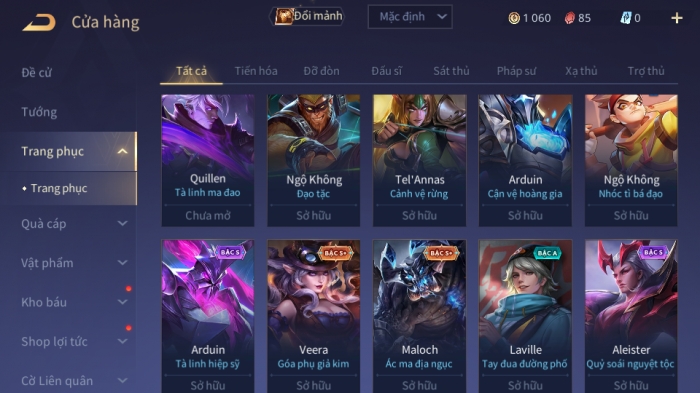 Cửa hàng
Đổi mảnh
Mặc định
1 060
85
0
Đề cử
Tướng
Trang phục
Trang phục
Quà cáp
Vật phẩm
Kho báu
Shop lợi tức
Cờ Liên quân
Tất cả
Tiến hóa
Đỡ đòn
Đấu sĩ
Sát thủ
Pháp sư
Xạ thủ
Trợ thủ
Quillen
Tà linh ma đao
Chưa mở
Ngộ Không
Đạo tặc
Sở hữu
Tel'Annas
Cảnh vệ rừng
Sở hữu
Arduin
Cận vệ hoàng gia
Sở hữu
Ngộ Không
Nhóc tì bá đạo
Sở hữu
BẬC S
Arduin
Tà linh hiệp sỹ
Sở hữu
BẬC S+
Veera
Góa phụ giả kim
Sở hữu
BẬC S+
Maloch
Ác ma địa ngục
Sở hữu
BẬC A
Laville
Tay đua đường phố
Sở hữu
BẬC S
Aleister
Quỷ soái nguyệt tộc
Sở hữu